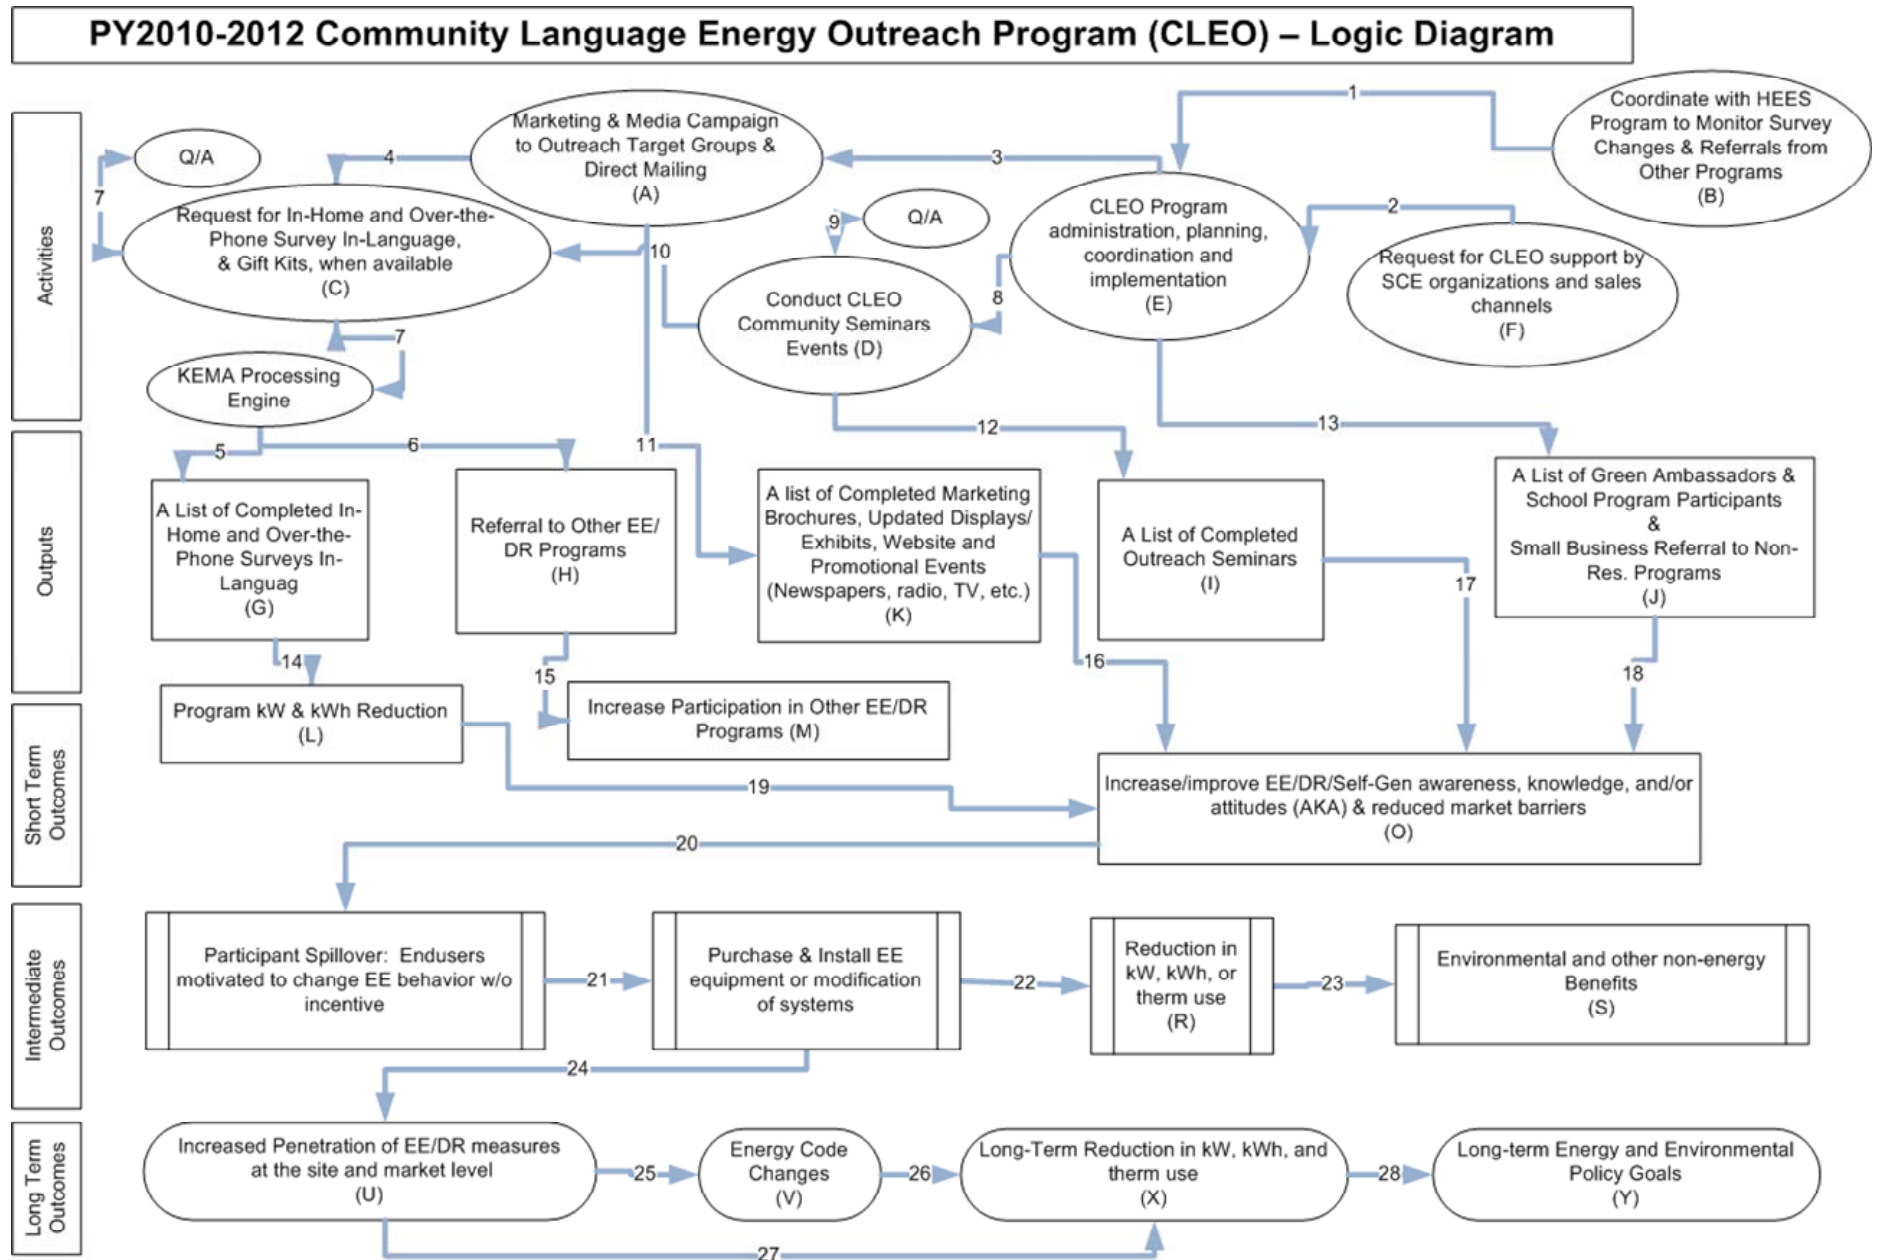 PY2010-2012 Community Language Energy Outreach Program (CLEO) – Logic Diagram
Activities
Q/A
7
4
Marketing & Media Campaign
to Outreach Target Groups &
Direct Mailing
(A)
3
1
Coordinate with HEES
Program to Monitor Survey
Changes & Referrals from
Other Programs
(B)
Request for In-Home and Over-the-
Phone Survey In-Language,
& Gift Kits, when available
(C)
10
9
Q/A
CLEO Program
administration, planning,
coordination and
implementation
(E)
2
Request for CLEO support by
SCE organizations and sales
channels
(F)
8
Conduct CLEO
Community Seminars
Events (D)
7
KEMA Processing
Engine
Outputs
5
6
11
12
13
A List of Completed In-
Home and Over-the-
Phone Surveys In-
Languag
(G)
Referral to Other EE/
DR Programs
(H)
A list of Completed Marketing
Brochures, Updated Displays/
Exhibits, Website and
Promotional Events
(Newspapers, radio, TV, etc.)
(K)
A List of Completed
Outreach Seminars
(I)
A List of Green Ambassadors &
School Program Participants
&
Small Business Referral to Non-
Res. Programs
(J)
14
15
16
17
18
Short Term
Outcomes
Program kW & kWh Reduction
(L)
Increase Participation in Other EE/DR
Programs (M)
19
Increase/improve EE/DR/Self-Gen awareness, knowledge, and/or
attitudes (AKA) & reduced market barriers
(O)
20
Intermediate
Outcomes
Participant Spillover: Endusers
motivated to change EE behavior w/o
incentive
21
Purchase & Install EE
equipment or modification
of systems
22
Reduction in
kW, kWh, or
therm use
(R)
23
Environmental and other non-energy
Benefits
(S)
24
Long Term
Outcomes
Increased Penetration of EE/DR measures
at the site and market level
(U)
25
Energy Code
Changes
(V)
26
Long-Term Reduction in kW, kWh, and
therm use
(X)
28
Long-term Energy and Environmental
Policy Goals
(Y)
27